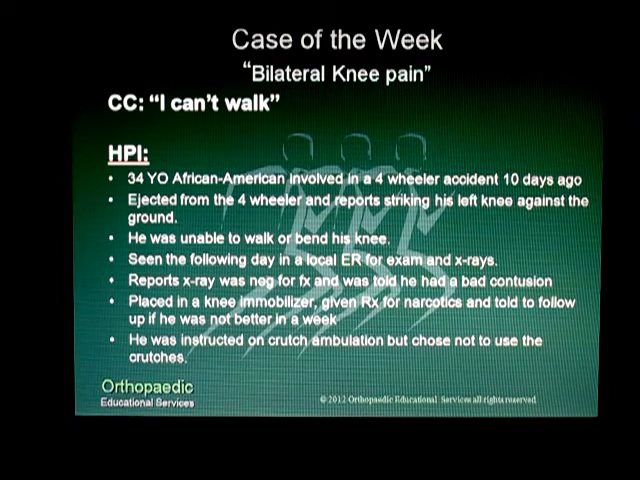 Case of the Week
“Bilateral Knee pain”
CC: “I can’t walk”
HPI:
• 34 YO African-American involved in a 4 wheeler accident 10 days ago
• Ejected from the 4 wheeler and reports striking his left knee against the
ground.
• He was unable to walk or bend his knee.
• Seen the following day in a local ER for exam and x-rays.
• Reports x-ray was neg for fx and was told he had a bad contusion
• Placed in a knee immobilizer, given Rx for narcotics and told to follow
up if he was not better in a week
• He was instructed on crutch ambulation but chose not to use the
crutches.
Orthopaedic
Educational Services
© 2012 Orthopaedic Educational Services all rights reserved